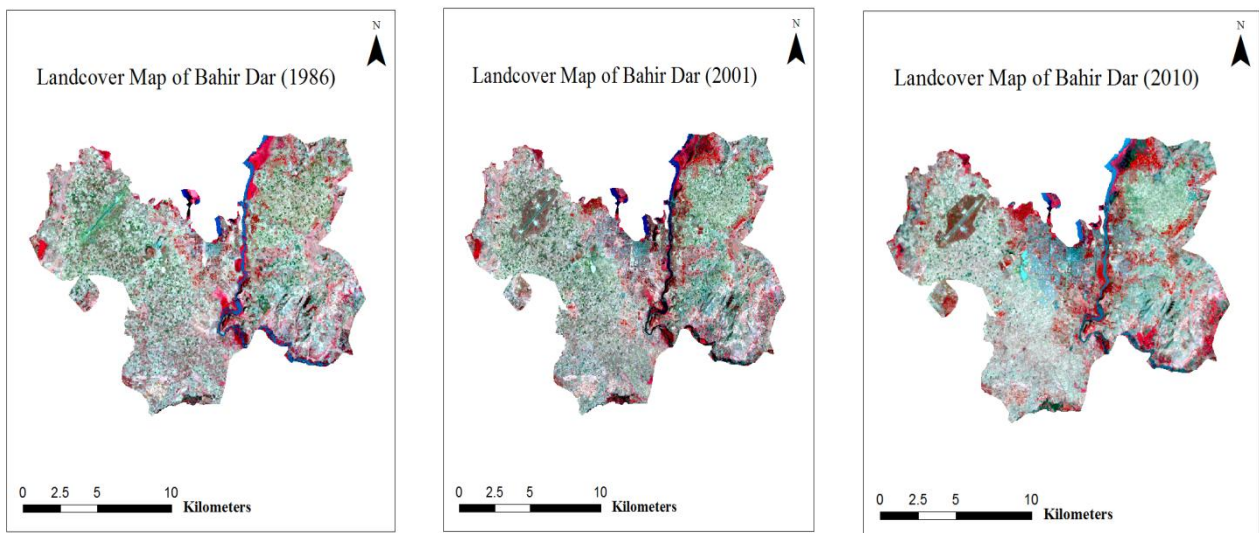 N
Landcover Map of Bahir Dar (1986)
0 2.5 5 10
Kilometers
N
Landcover Map of Bahir Dar (2001)
0 2.5 5 10
Kilometers
N
Landcover Map of Bahir Dar (2010)
0 2.5 5 10
Kilometers